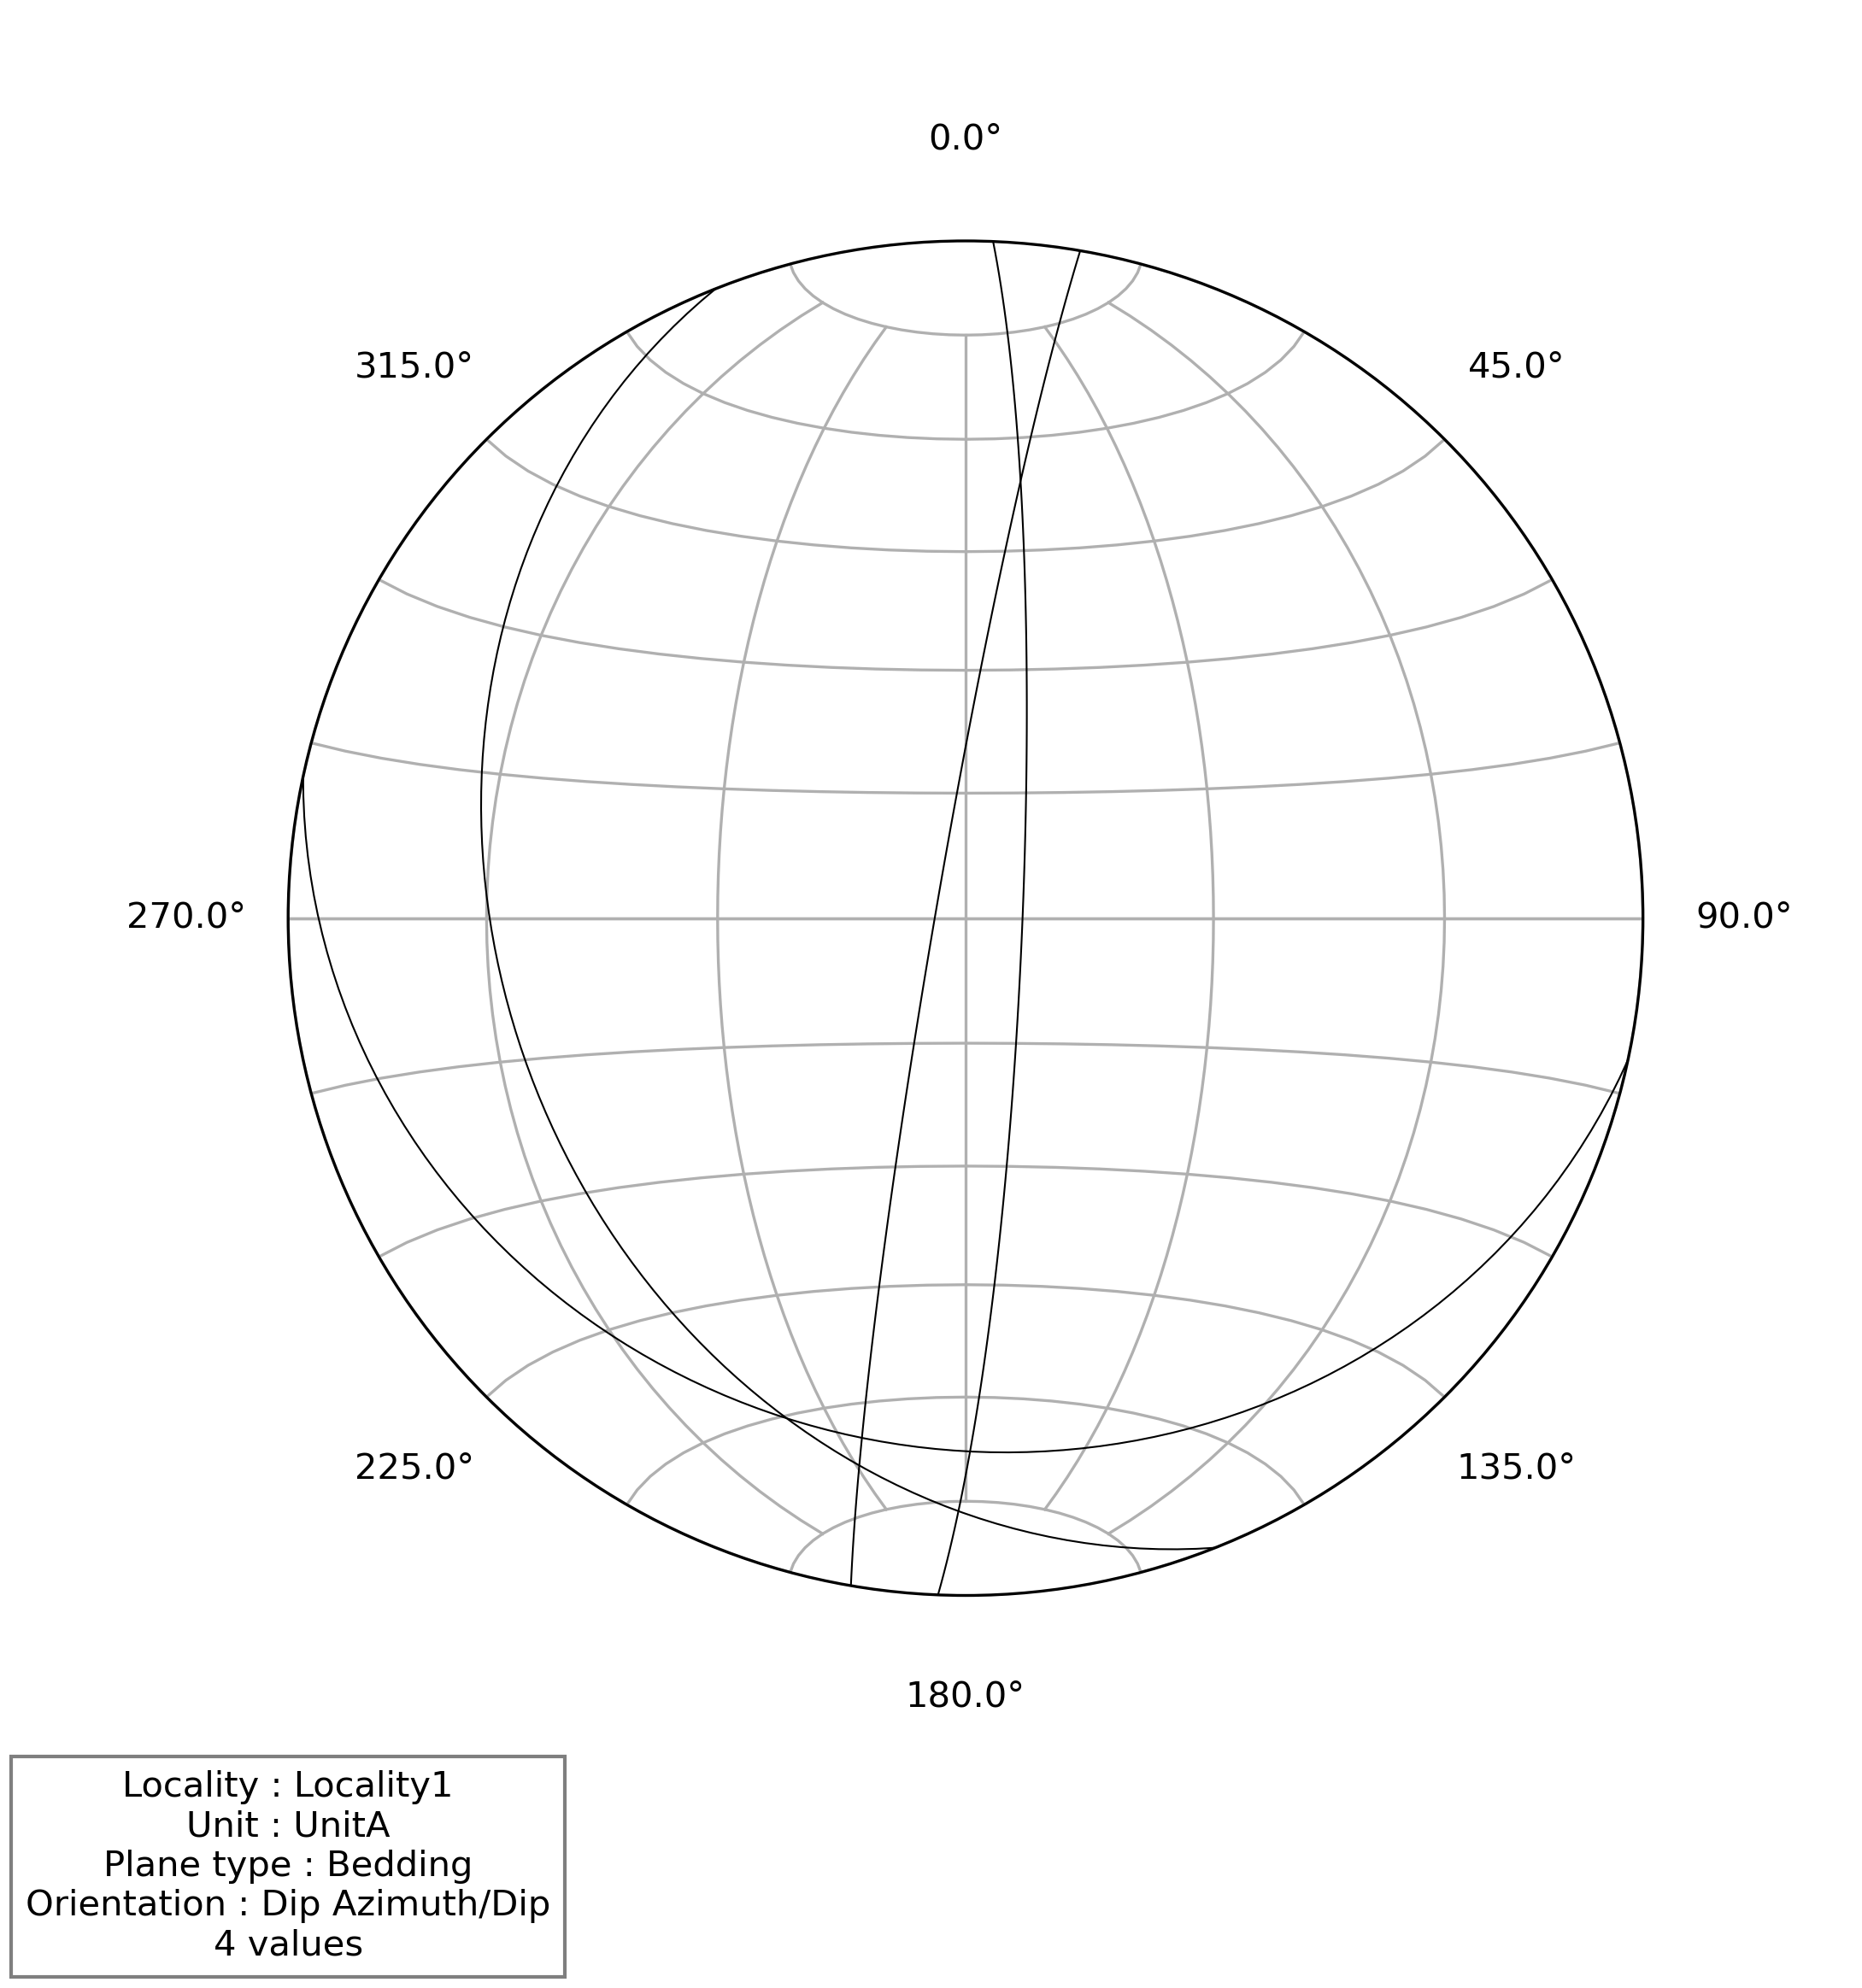 0.0°
315.0°
45.0°
270.0°
90.0°
225.0°
135.0°
180.0°
Locality : Locality1
Unit : UnitA
Plane type : Bedding
Orientation : Dip Azimuth/Dip
4 values